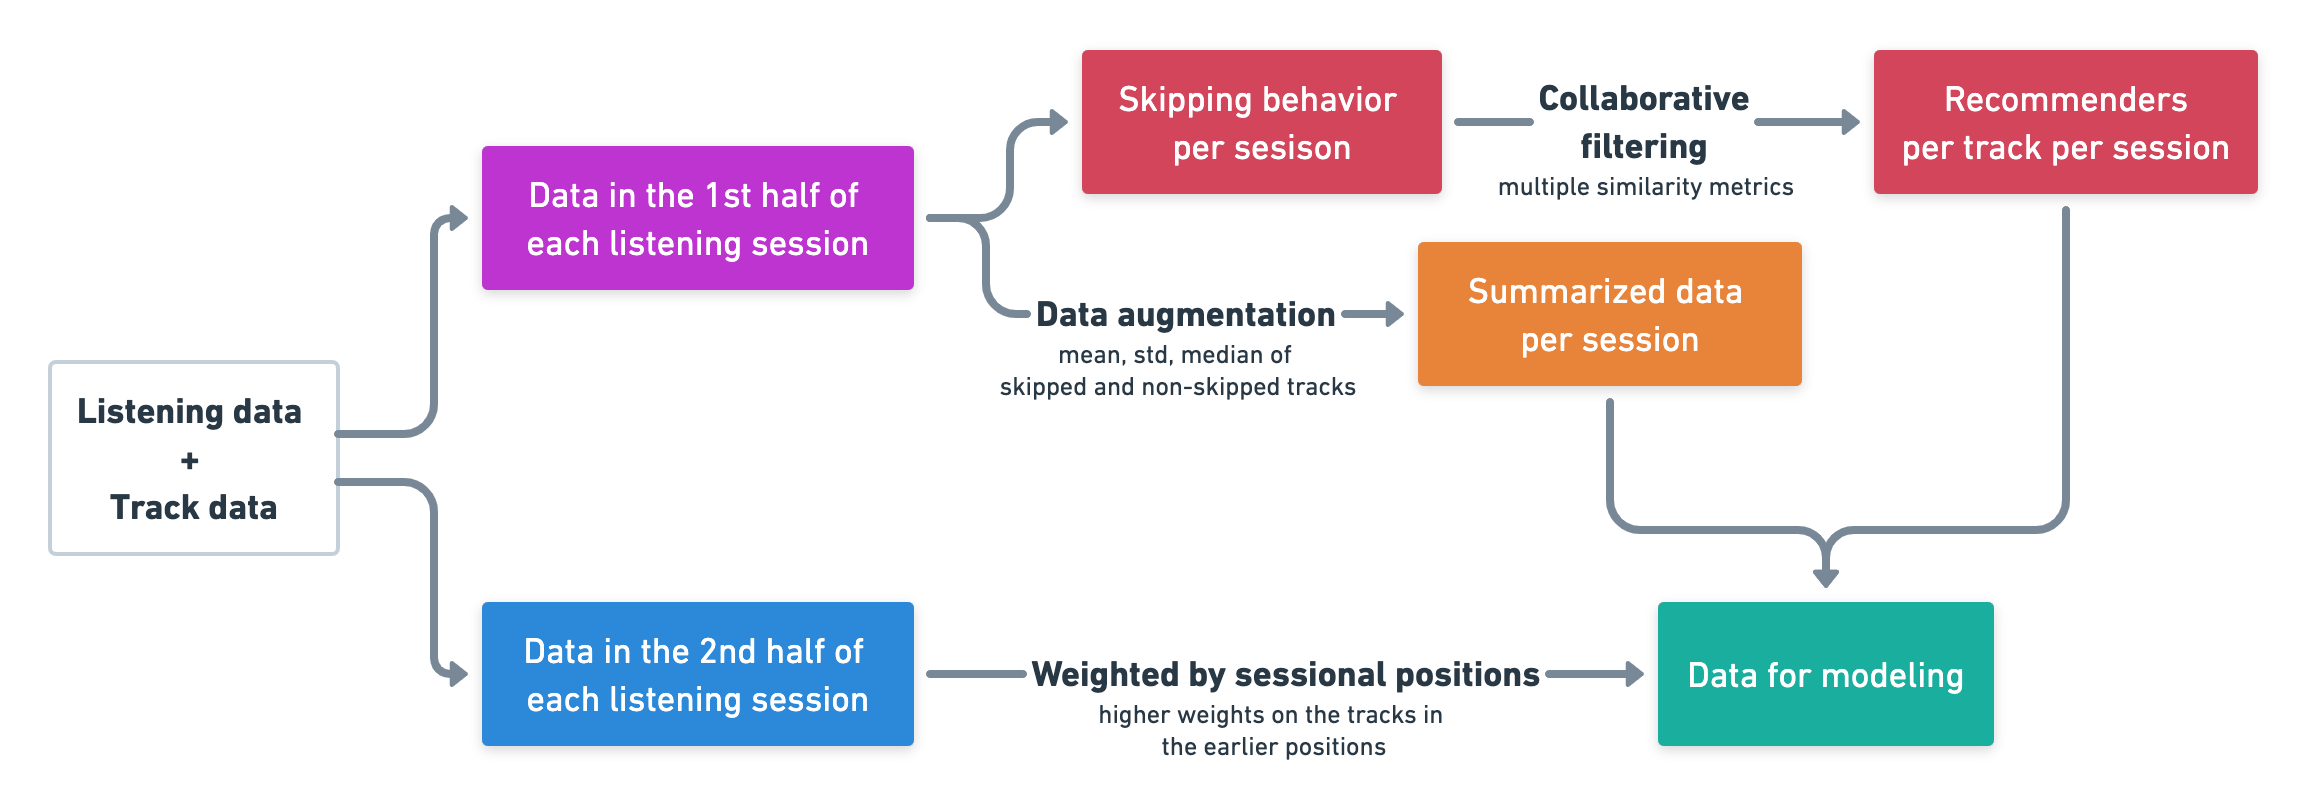 Listening data
+
Track data
Data in the 1st half of
each listening session
Skipping behavior
per sesison
Collaborative
filtering
multiple similarity metrics
Recommenders
per track per session
Data augmentation
mean, std, median of
skipped and non-skipped tracks
Summarized data
per session
Data in the 2nd half of
each listening session
Weighted by sessional positions
higher weights on the tracks in
the earlier positions
Data for modeling